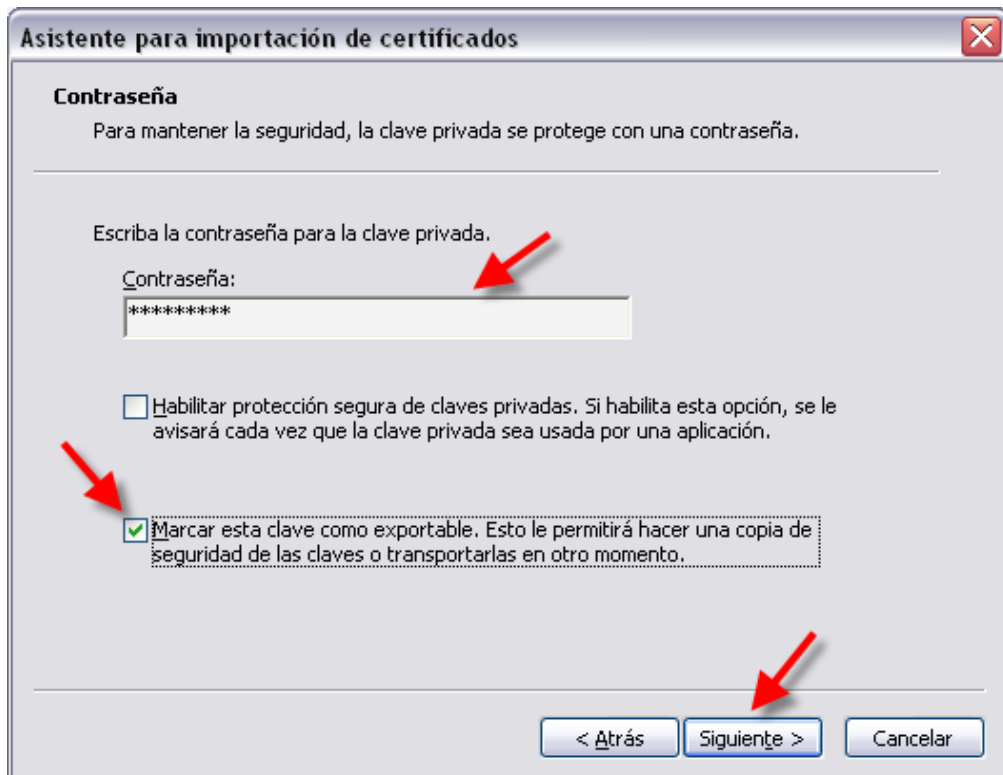 Asistente para importación de certificados
Contraseña
Para mantener la seguridad, la clave privada se protege con una contraseña.
Escriba la contraseña para la clave privada.
Contraseña:
*********
Habilitar protección segura de claves privadas. Si habilita esta opción, se le
avisará cada vez que la clave privada sea usada por una aplicación.
Marcar esta clave como exportable. Esto le permitirá hacer una copia de
seguridad de las claves o transportarlas en otro momento.
< Atrás Siguiente > Cancelar